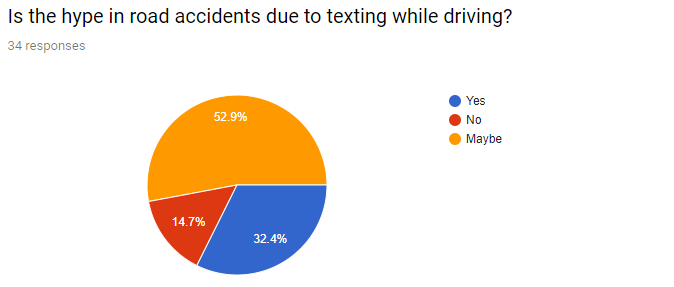 Is the hype in road accidents due to texting while driving?
34 responses
52.9%
14.7%
32.4%
Yes
No
Maybe